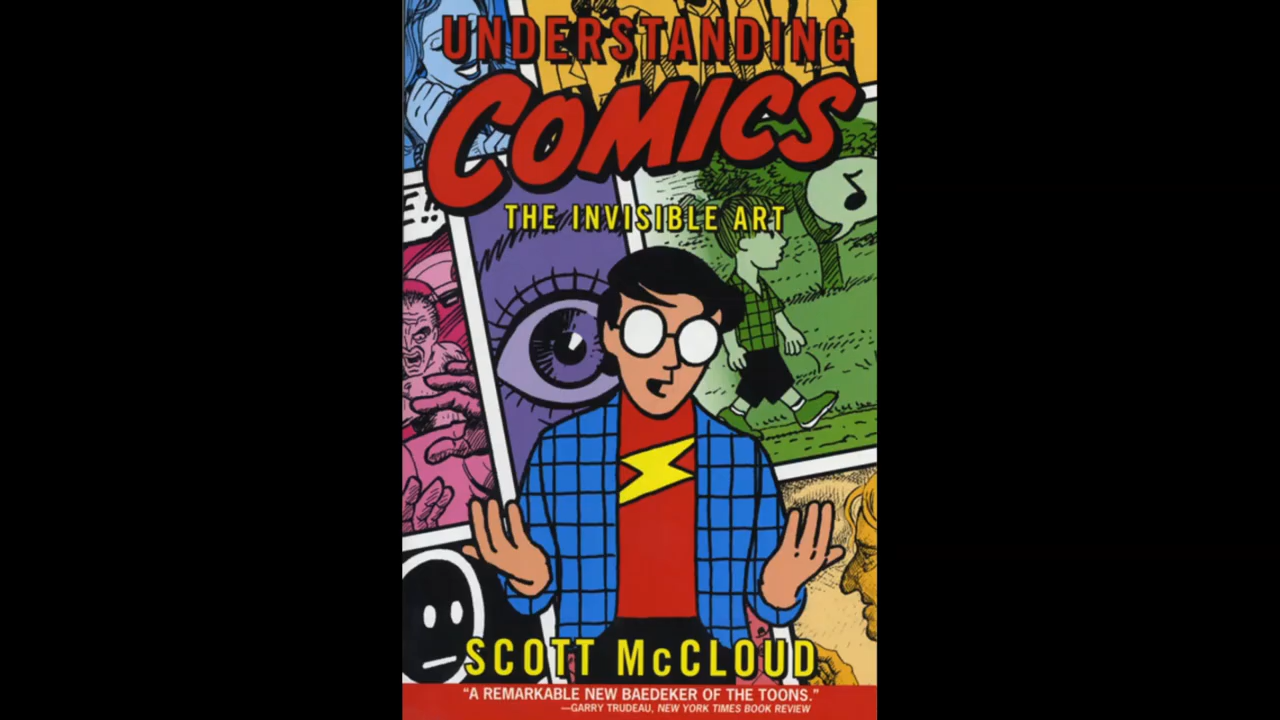 UNDERSTANDING
COMICS
THE INVISIBLE ART
E!!
SCOTT McCLOUD
“A REMARKABLE NEW BAEDEKER OF THE TOONS.”
—GARRY TRUDEAU, NEW YORK TIMES BOOK REVIEW